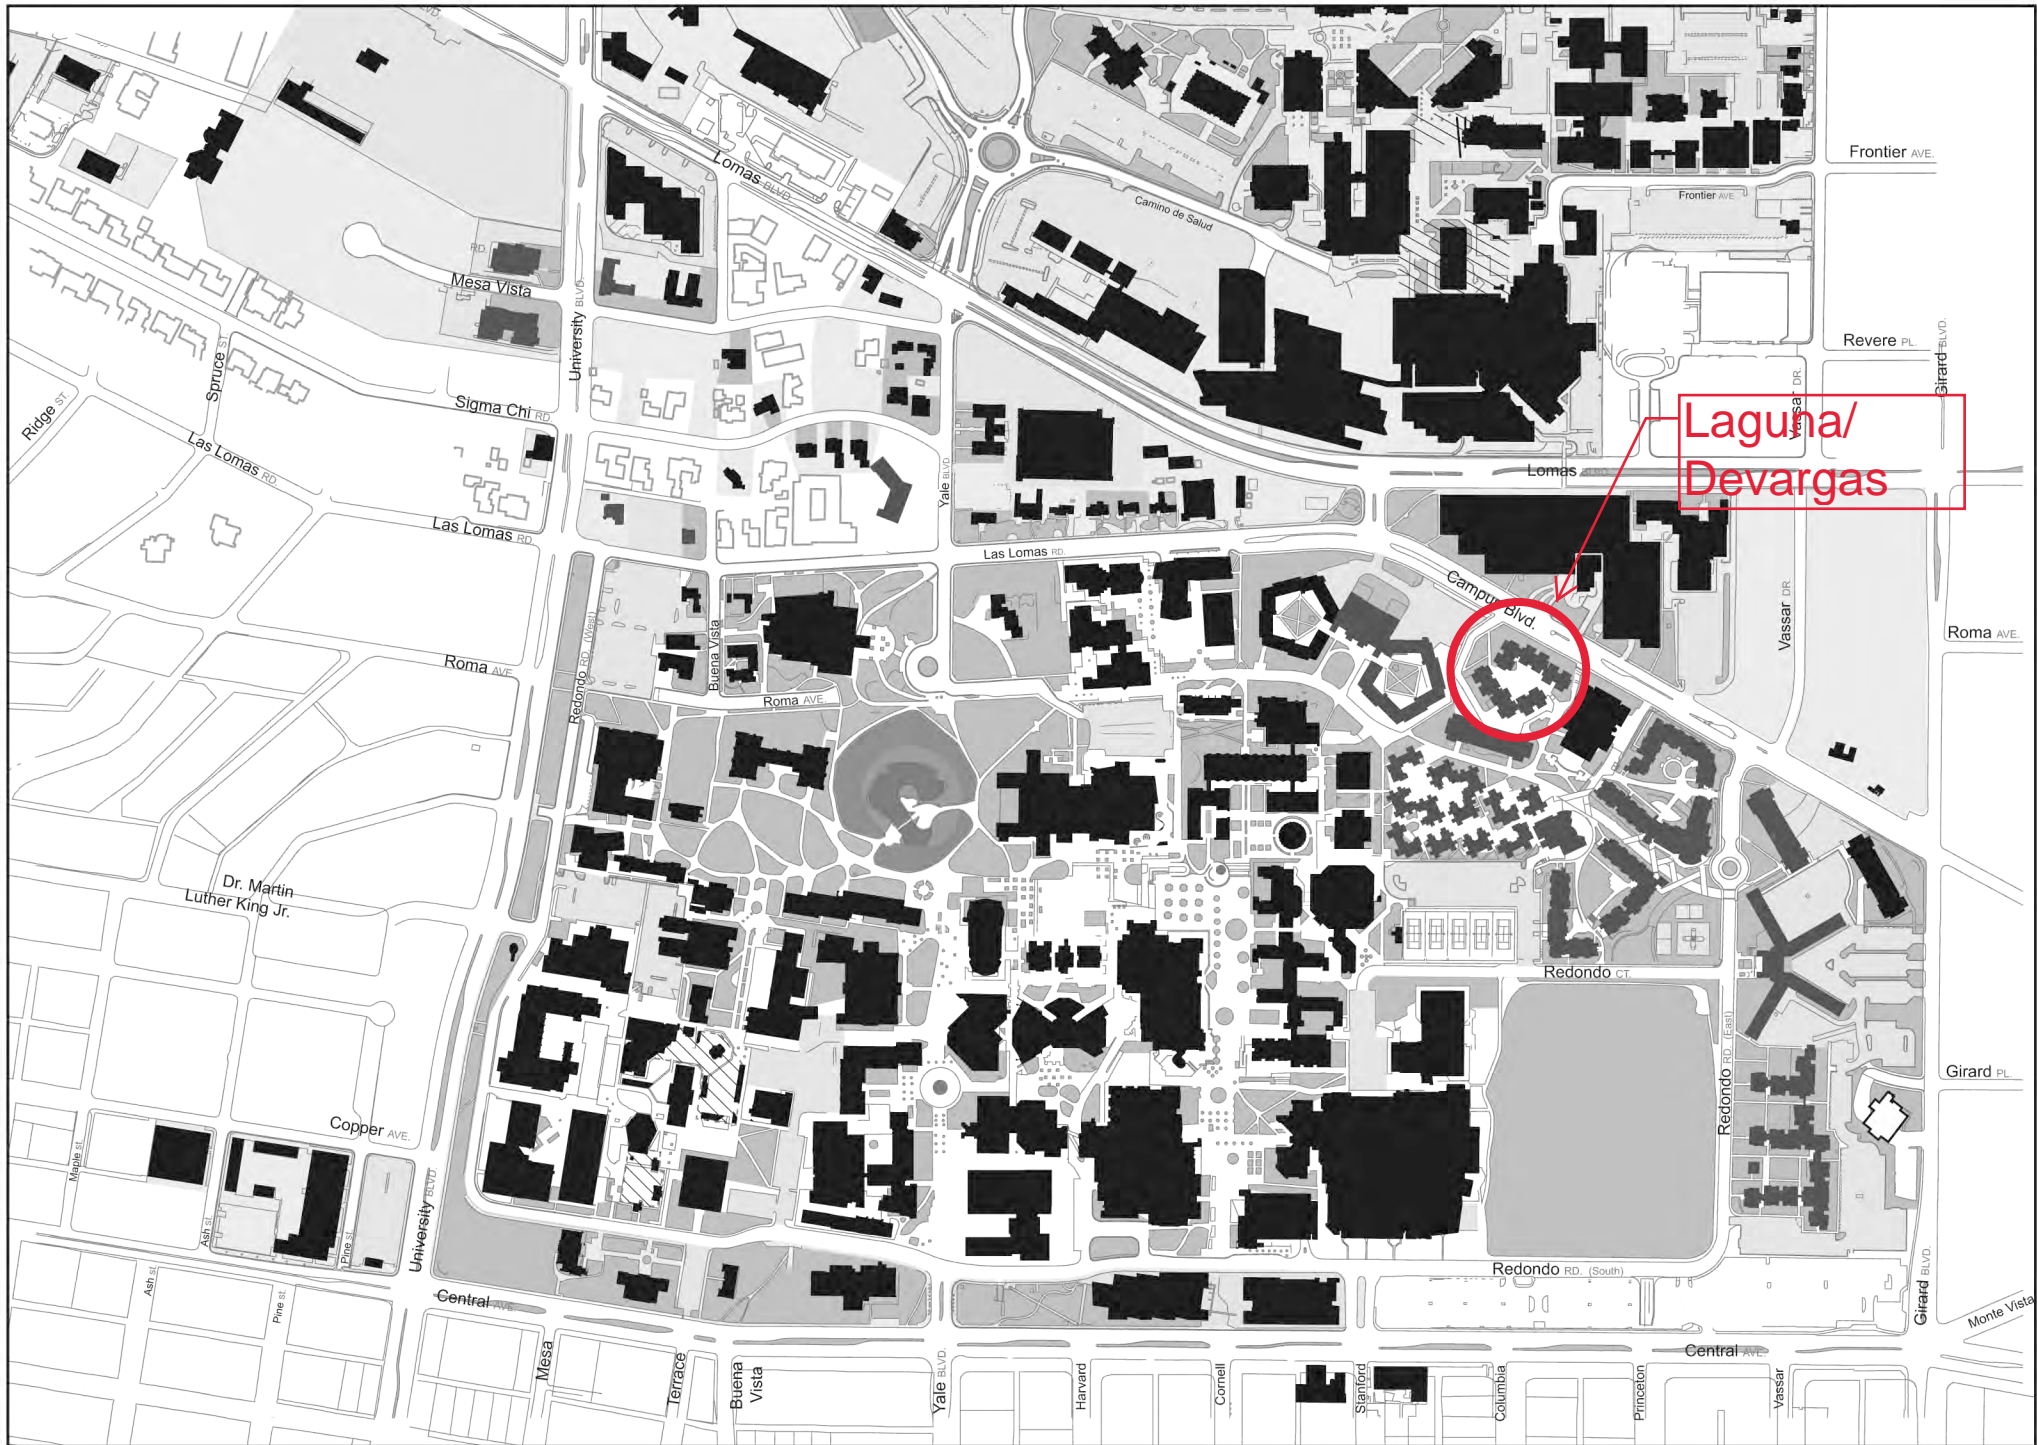 BLVD.
Lomas BLVD.
Frontier AVE.
Frontier AVE.
Camino de Salud
RD.
Mesa Vista
University BLVD.
Spruce ST.
Revere PL.
Girard BLVD.
Vassar DR.
Ridge ST.
Sigma Chi RD.
Laguna/
Devargas
Las Lomas RD.
Lomas BLVD.
Yale BLVD.
Las Lomas RD.
Las Lomas RD.
Campus Blvd.
Vassar DR.
Roma AVE.
Redondo RD. (West)
Buena Vista
Roma AVE.
Roma AVE.
Dr. Martin
Luther King Jr.
Redondo CT.
Redondo RD. (East)
Girard PL.
Copper AVE.
Maple st.
Ash st.
Pine st.
University BLVD.
Redondo RD. (South)
Girard BLVD.
Ash st.
Pine st.
Central AVE.
Monte Vista
Central AVE.
Mesa
Terrace
Buena
Vista
Yale BLVD.
Harvard
Cornell
Stanford
Columbia
Princeton
Vassar